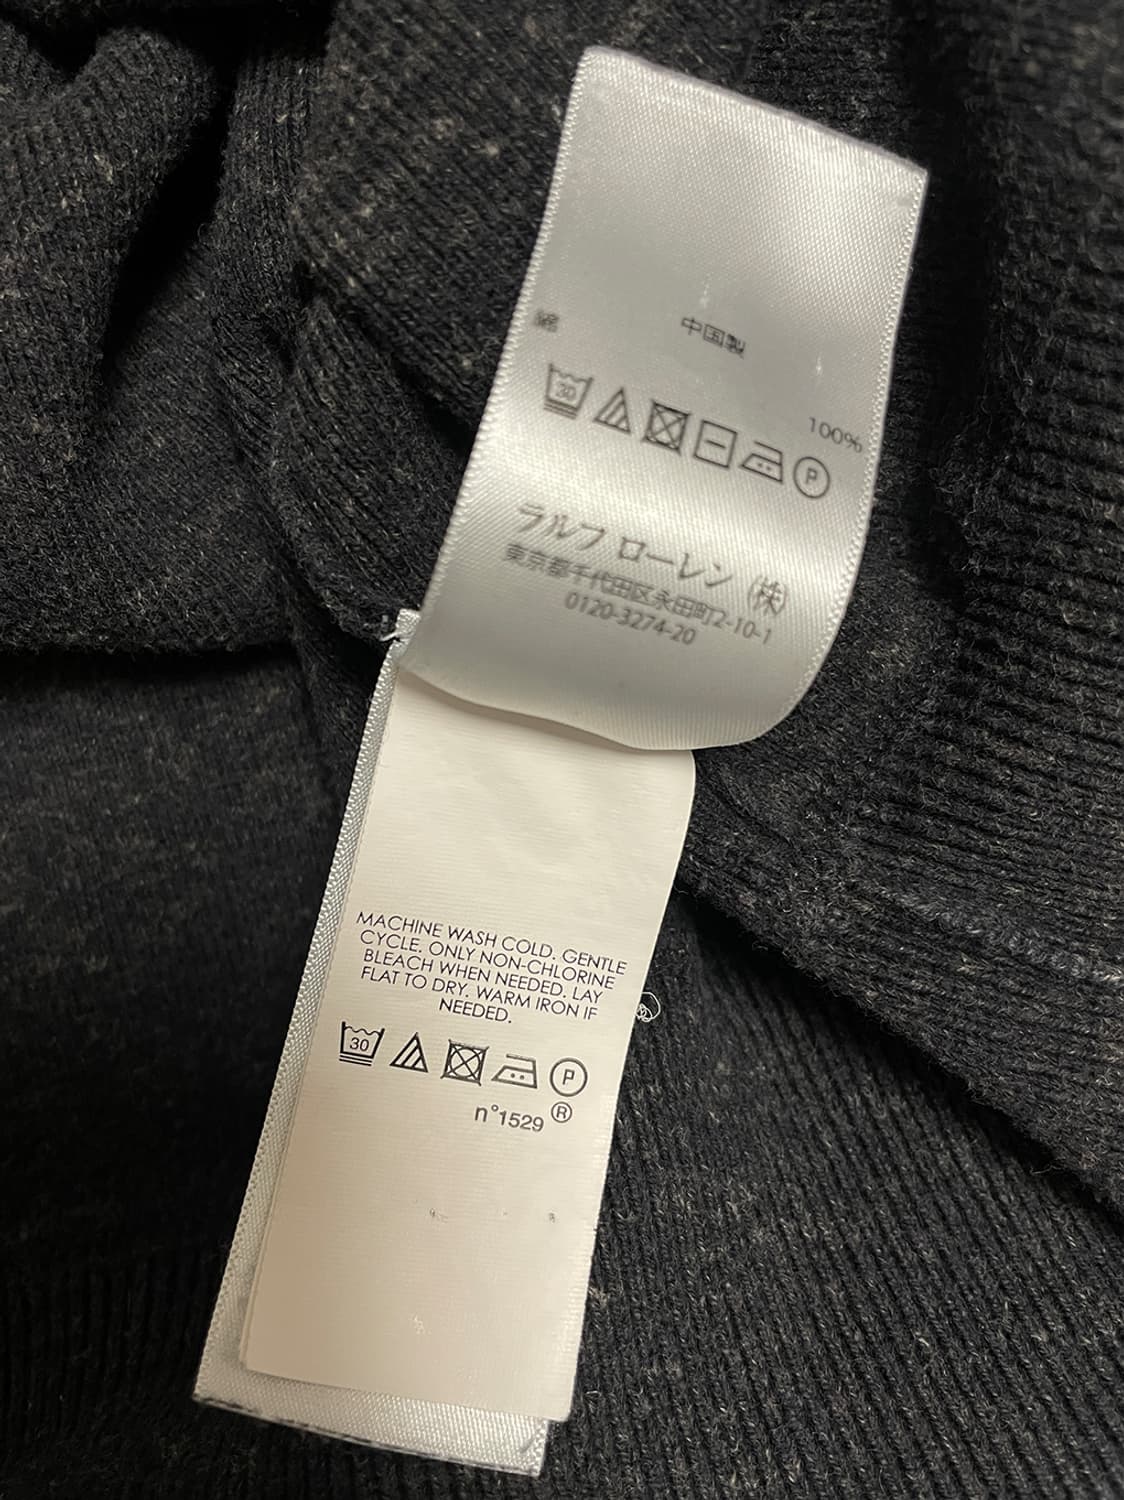 綿
中国製
30
100%
P
ラルフ ローレン (株)
東京都千代田区永田町2-10-1
0120-3274-20
MACHINE WASH COLD. GENTLE
CYCLE. ONLY NON-CHLORINE
BLEACH WHEN NEEDED. LAY
FLAT TO DRY. WARM IRON IF
NEEDED.
30 P
n°1529 ®